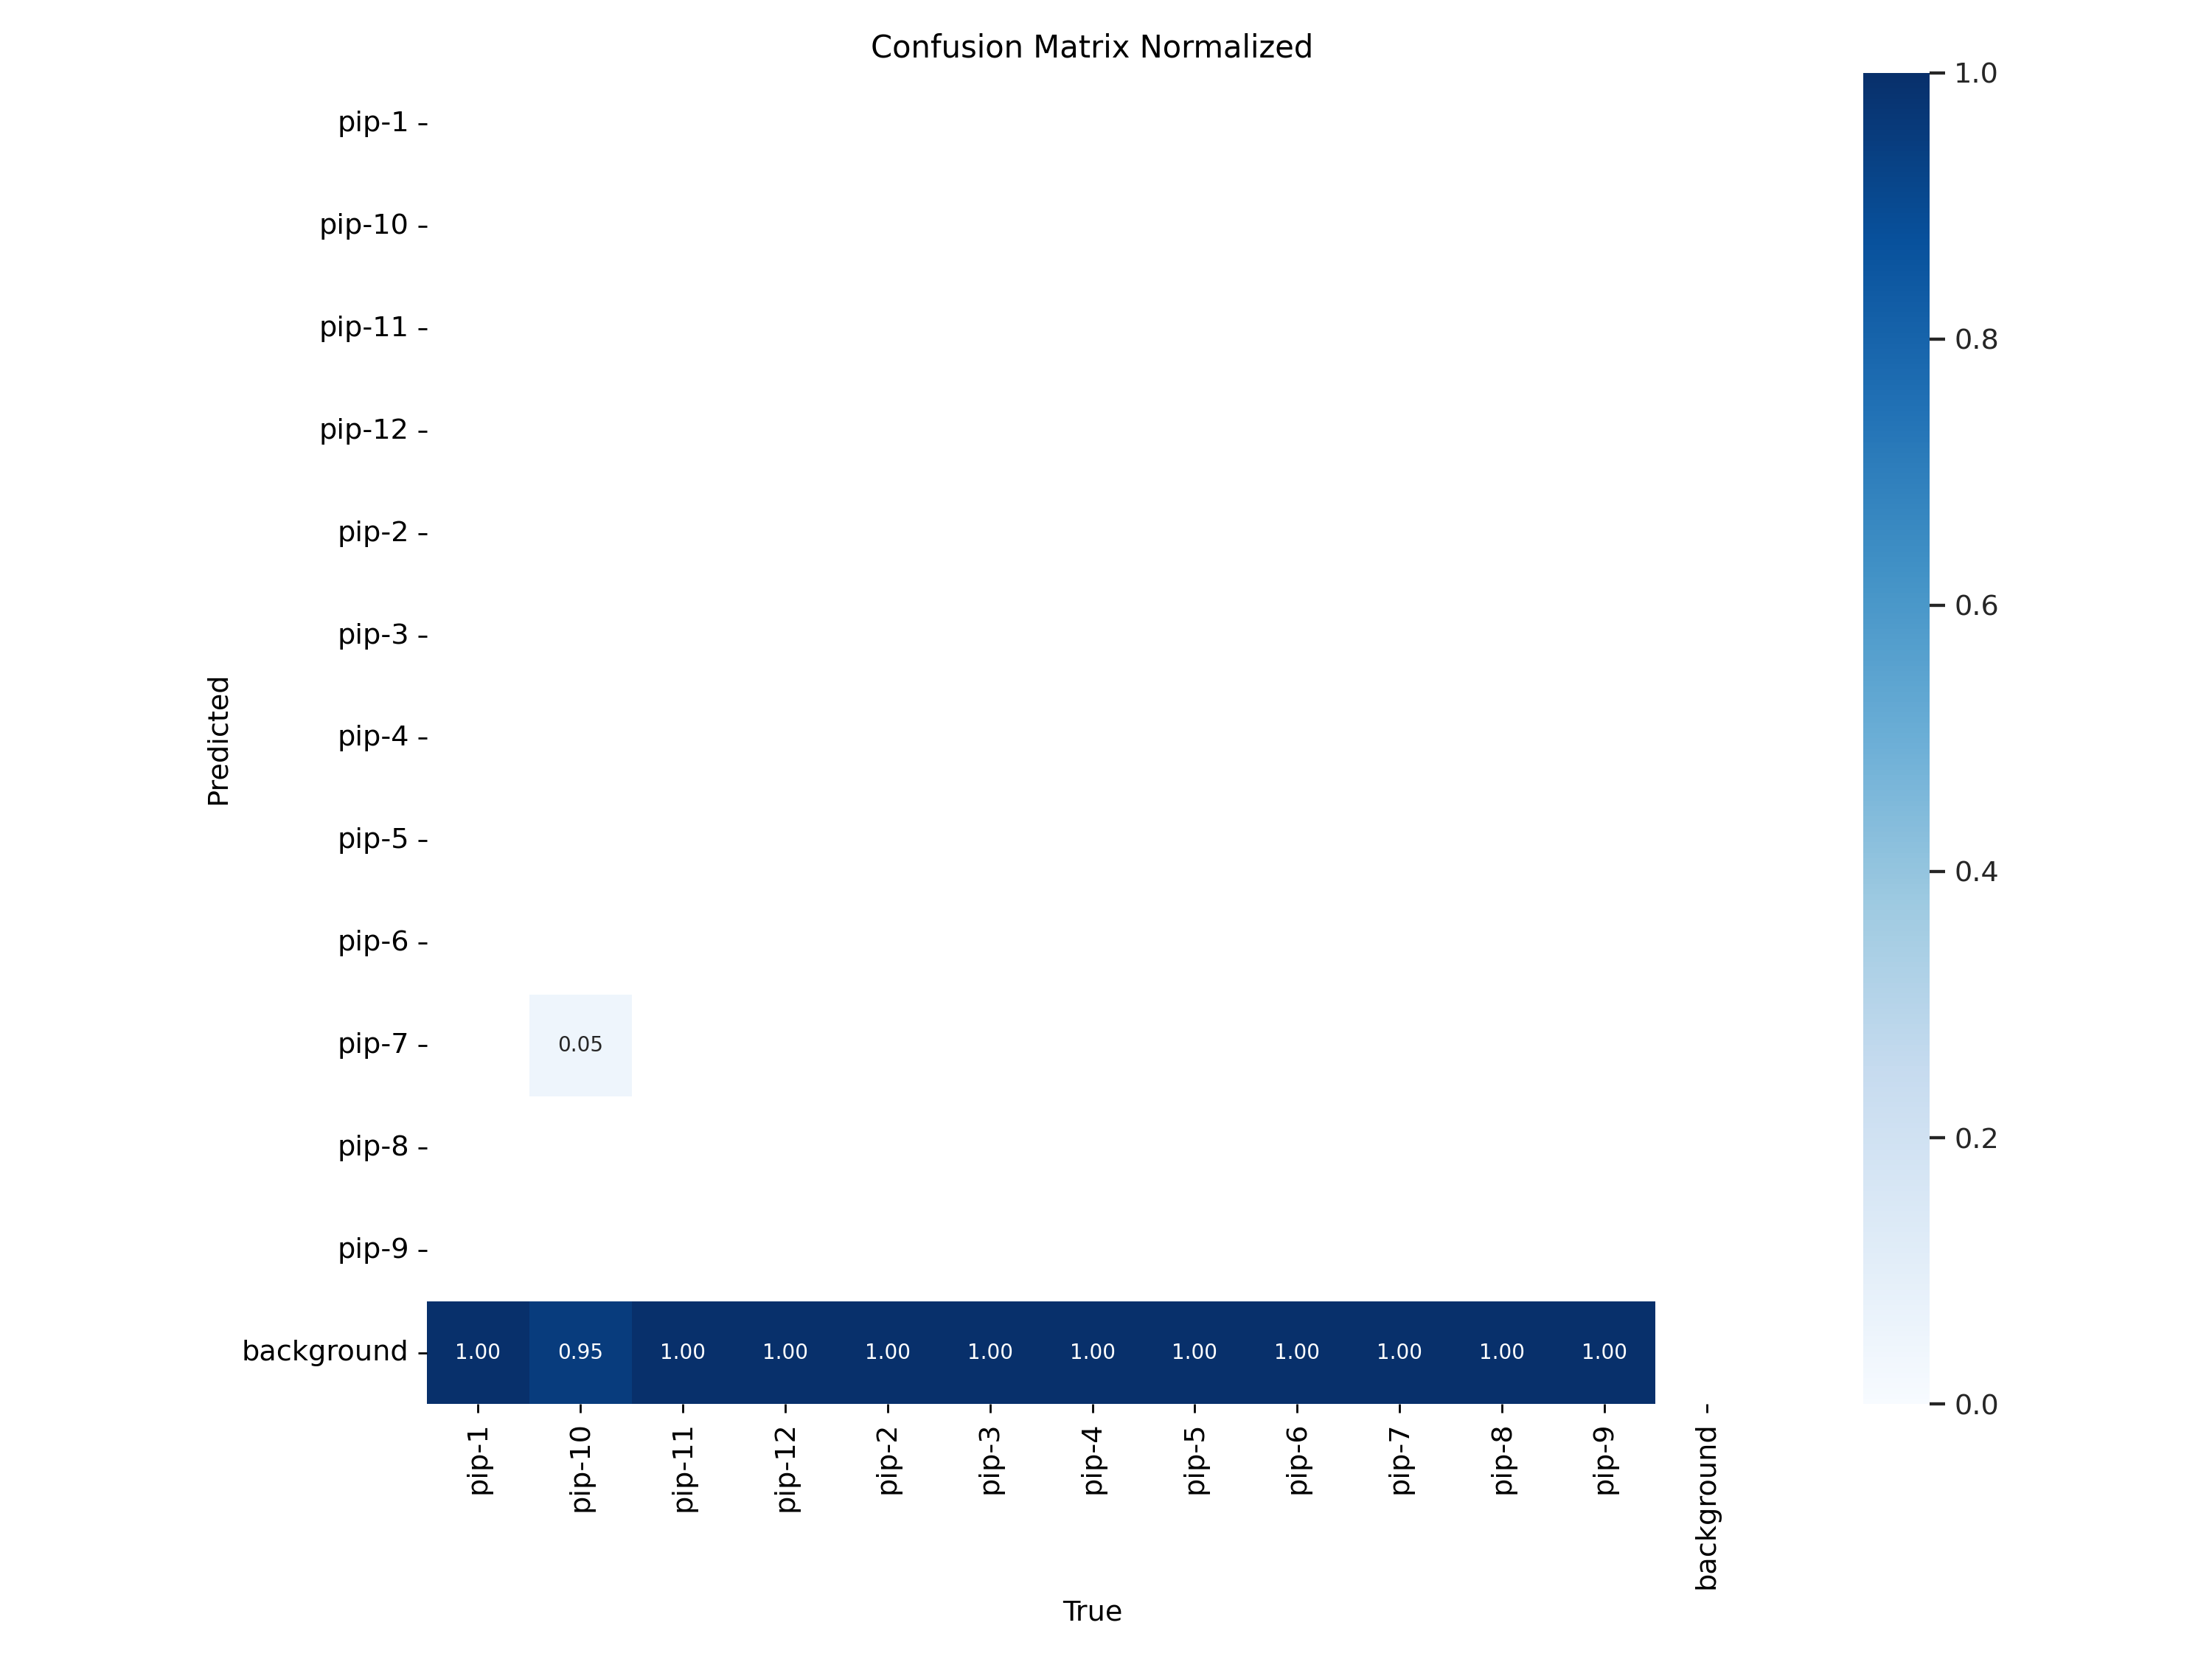 Confusion Matrix Normalized
pip-1
pip-10
pip-11
pip-12
pip-2
pip-3
pip-4
pip-5
pip-6
pip-7
pip-8
pip-9
background
Predicted
0.05
1.00 0.95 1.00 1.00 1.00 1.00 1.00 1.00 1.00 1.00 1.00 1.00
pip-1 pip-10 pip-11 pip-12 pip-2 pip-3 pip-4 pip-5 pip-6 pip-7 pip-8 pip-9 background
True
1.0
0.8
0.6
0.4
0.2
0.0